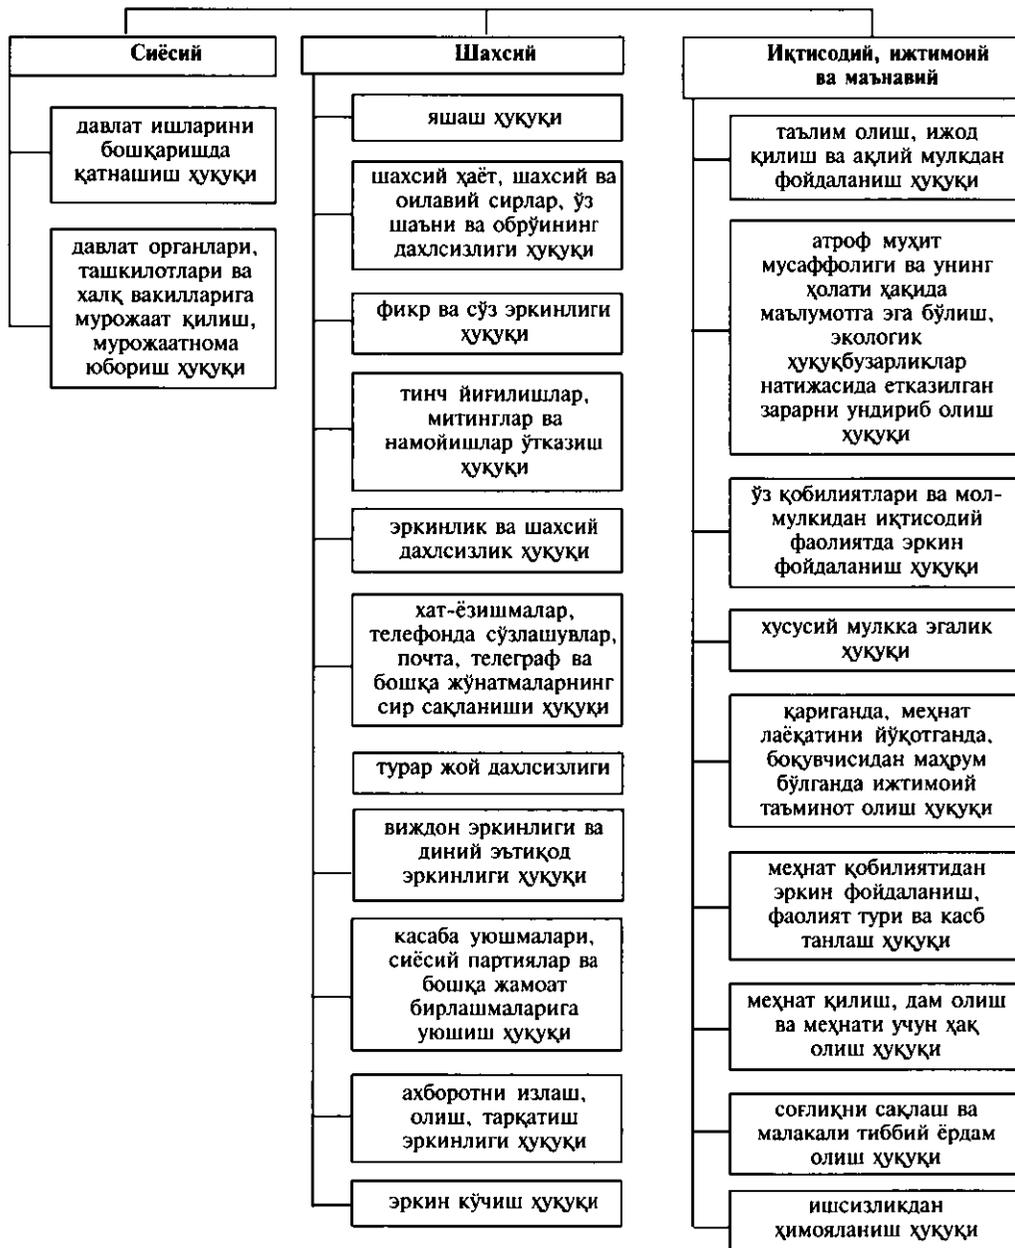 Сиёсий
давлат ишларини
бошқаришда
қатнашиш ҳуқуқи
давлат органлари,
ташкилотлари ва
халқ вакилларига
мурожаат қилиш,
мурожаатнома
юбориш ҳуқуқи
Шахсий
яшаш ҳуқуқи
шахсий ҳаёт, шахсий ва
оилавий сирлар, ўз
шаъни ва обрўининг
дахлсизлиги ҳуқуқи
фикр ва сўз эркинлиги
ҳуқуқи
тинч йиғилишлар,
митинглар ва
намойишлар ўтказиш
ҳуқуқи
эркинлик ва шахсий
дахлсизлик ҳуқуқи
хат-ёзишмалар,
телефонда сўзлашувлар,
почта, телеграф ва
бошқа жўнатмаларнинг
сир сақланиши ҳуқуқи
турар жой дахлсизлиги
виждон эркинлиги ва
диний эътиқод
эркинлиги ҳуқуқи
касаба уюшмалари,
сиёсий партиялар ва
бошқа жамоат
бирлашмаларига
уюшиш ҳуқуқи
ахборотни излаш,
олиш, тарқатиш
эркинлиги ҳуқуқи
эркин кўчиш ҳуқуқи
Иқтисодий, ижтимоий
ва маънавий
таълим олиш, ижод
қилиш ва ақлий мулкдан
фойдаланиш ҳуқуқи
атроф муҳит
мусаффолиги ва унинг
ҳолати ҳақида
маълумотга эга бўлиш,
экологик
ҳуқуқбузарликлар
натижасида етказилган
зарарни ундириб олиш
ҳуқуқи
ўз қобилиятлари ва мол-
мулкидан иқтисодий
фаолиятда эркин
фойдаланиш ҳуқуқи
хусусий мулкка эгалик
ҳуқуқи
қариганда, меҳнат
лаёқатини йўқотганда,
боқувчисидан маҳрум
бўлганда ижтимоий
таъминот олиш ҳуқуқи
меҳнат қобилиятидан
эркин фойдаланиш,
фаолият тури ва касб
танлаш ҳуқуқи
меҳнат қилиш, дам олиш
ва меҳнати учун ҳақ
олиш ҳуқуқи
соғлиқни сақлаш ва
малакали тиббий ёрдам
олиш ҳуқуқи
ишсизликдан
ҳимояланиш ҳуқуқи